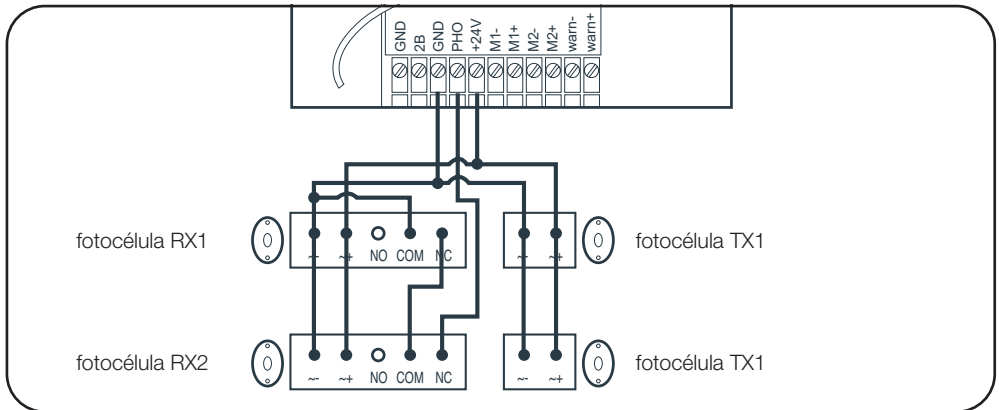 GND 2B GND PHO +24V M1- M1+ M2- M2+ warn- warn+
fotocélula RX1
~- ~+ NO COM NC
~- ~+
fotocélula TX1
fotocélula RX2
~- ~+ NO COM NC
~- ~+
fotocélula TX1